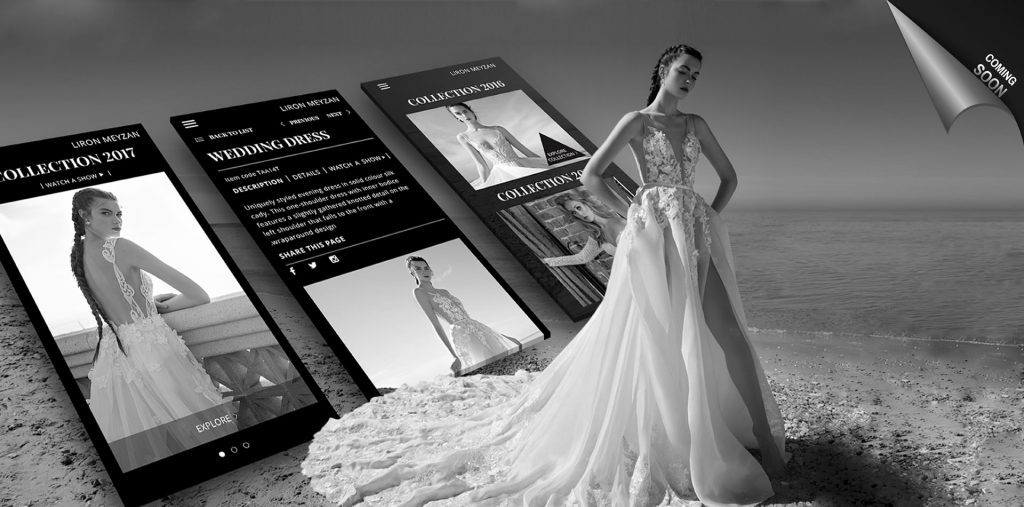 LIRON MEYZAN
COLLECTION 2017
| WATCH A SHOW |
EXPLORE
LIRON MEYZAN
BACK TO LIST
< PREVIOUS NEXT >
WEDDING DRESS
Item code TAA14T
DESCRIPTION | DETAILS | WATCH A SHOW |
Uniquely styled evening dress in solid colour silk
cady. This one-shoulder dress with inner bodice
features a slightly gathered knotted detail on the
left shoulder that falls to the front with a
.wraparound design
SHARE THIS PAGE
LIRON MEYZAN
COLLECTION 2016
EXPLORE
COLLECTION
COLLECTION 20
COMING
SOON